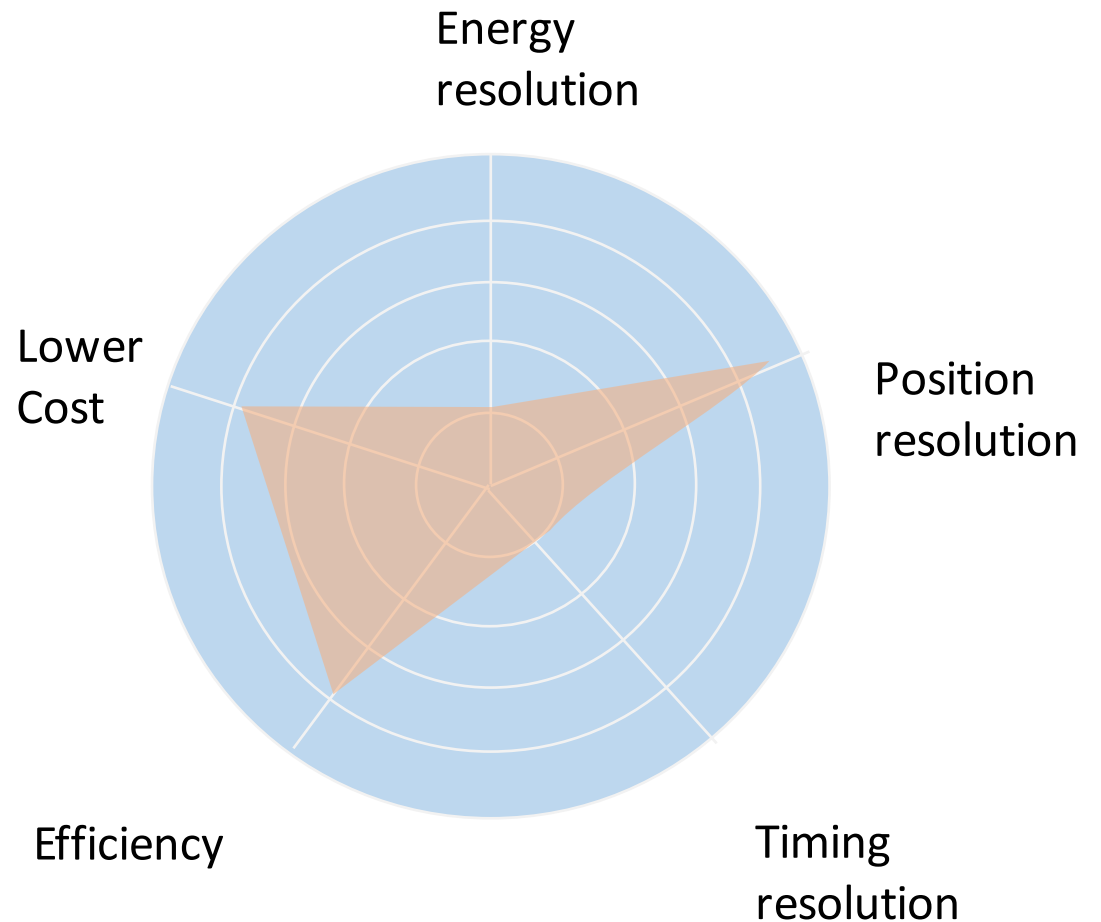 Energy
resolution
Lower
Cost
Position
resolution
Efficiency
Timing
resolution